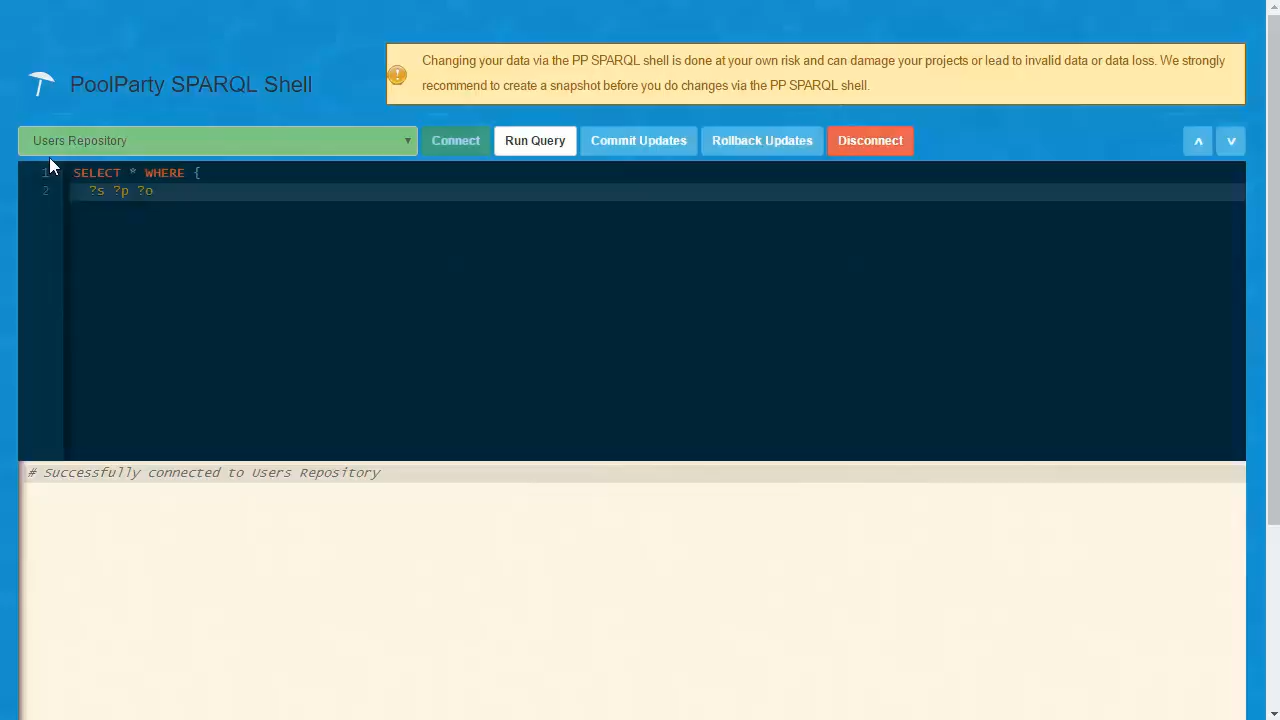 Changing your data via the PP SPARQL shell is done at your own risk and can damage your projects or lead to invalid data or data loss. We strongly
recommend to create a snapshot before you do changes via the PP SPARQL shell.
PoolParty SPARQL Shell
Users Repository Connect Run Query Commit Updates Rollback Updates Disconnect
1 SELECT * WHERE {
2 ?s ?p ?o
# Successfully connected to Users Repository